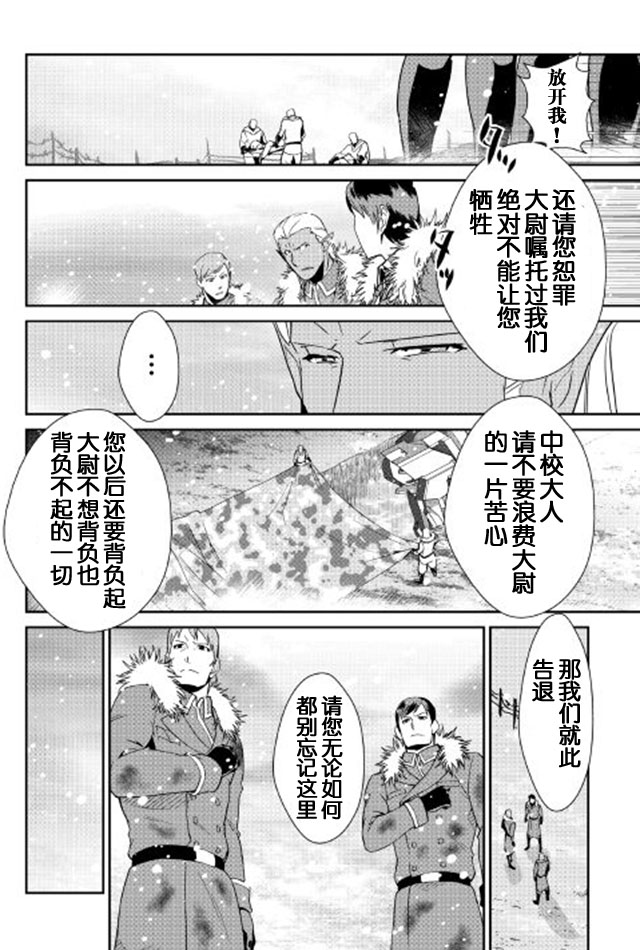 放开我！
还请您恕罪
大尉嘱托过我们
绝对不能让您
牺牲
…
中校大人
请不要浪费大尉
的一片苦心
您以后还要背负起
大尉不想背负也
背负不起的一切
那我们就此
告退
请您无论如何
都别忘记这里